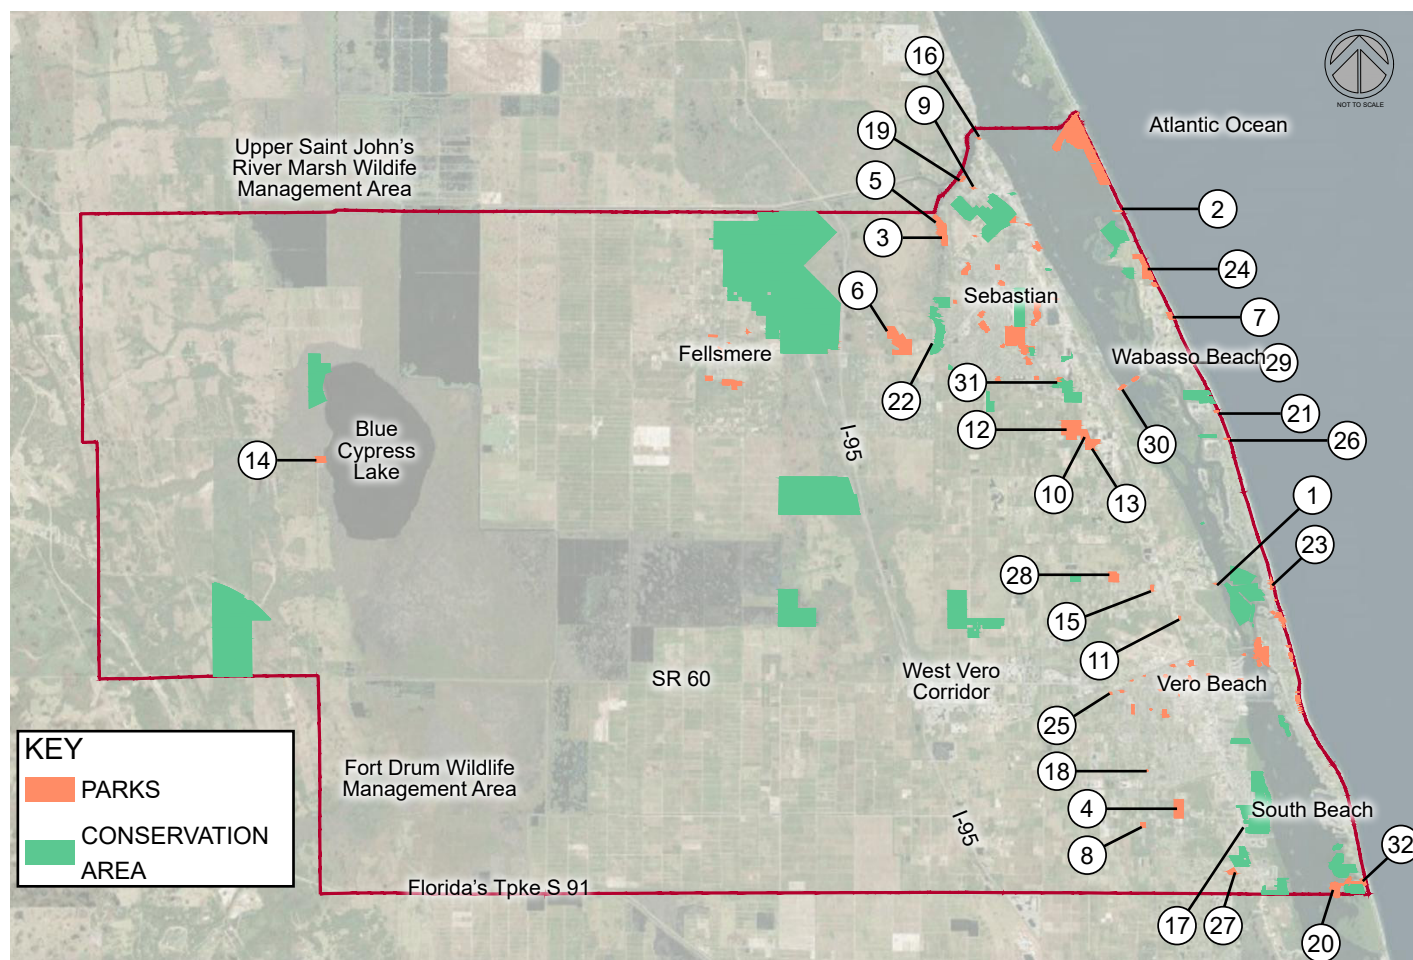 16
9
19
5
3
NOT TO SCALE
Atlantic Ocean
Upper Saint John's
River Marsh Wildife
Management Area
2
24
6
Sebastian
7
Fellsmere
Wabasso Beach
29
22
31
21
12
26
30
Blue
Cypress
Lake
I-95
14
10
13
1
23
28
15
11
SR 60
West Vero
Corridor
Vero Beach
25
KEY
PARKS
CONSERVATION
AREA
Fort Drum Wildlife
Management Area
18
4
8
I-95
South Beach
32
Florida's Tpke S 91
17
27
20